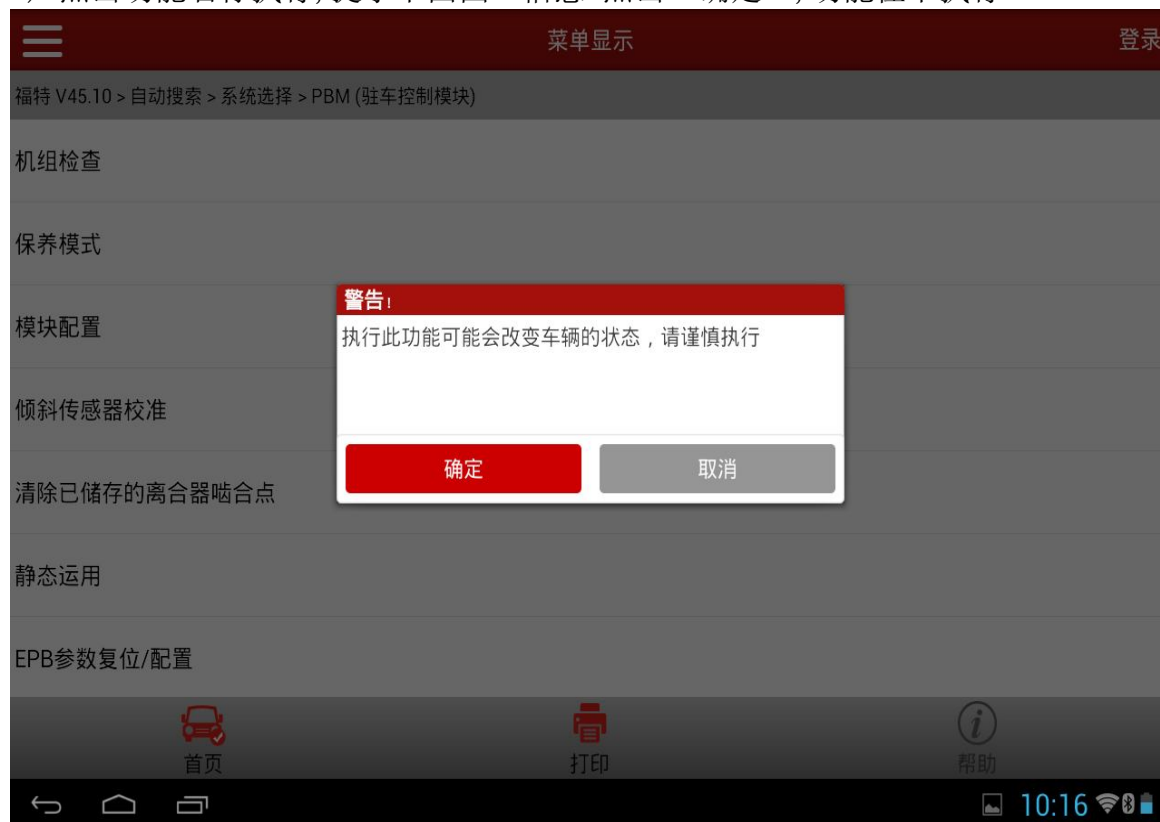 菜单显示
登录
福特 V45.10 > 自动搜索 > 系统选择 > PBM (驻车控制模块)
机组检查
保养模式
模块配置
警告!
执行此功能可能会改变车辆的状态，请谨慎执行
确定
取消
倾斜传感器校准
清除已储存的离合器啮合点
静态运用
EPB参数复位/配置
首页
打印
帮助
10:16